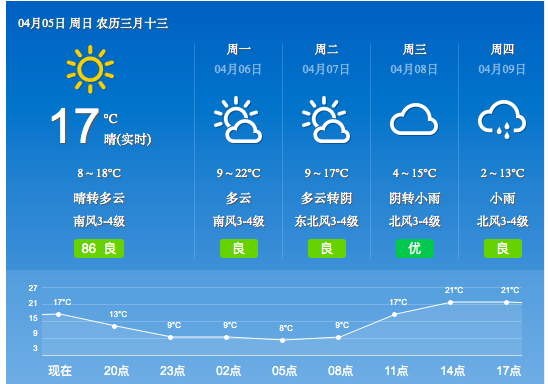 04月05日 周日 农历三月十三
17 °C
晴(实时)
8～18°C
晴转多云
南风3-4级
86 良
周一
04月06日
9～22°C
多云
南风3-4级
良
周二
04月07日
9～17°C
多云转阴
东北风3-4级
良
周三
04月08日
4～15°C
阴转小雨
北风3-4级
优
周四
04月09日
2～13°C
小雨
北风3-4级
良
27
21
15
9
3
17°C
13°C
9°C
9°C
8°C
9°C
17°C
21°C
21°C
现在 20点 23点 02点 05点 08点 11点 14点 17点